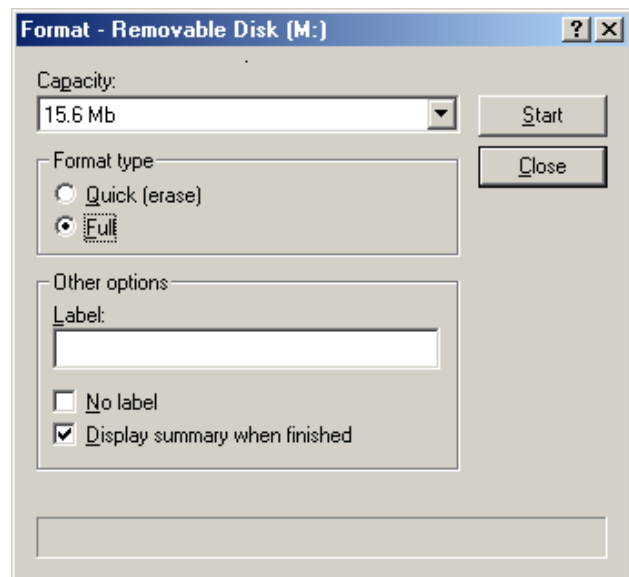 Format - Removable Disk (M:)
Capacity:
15.6 Mb
Start
Format type
Close
Quick (erase)
Full
Other options
Label:
No label
Display summary when finished